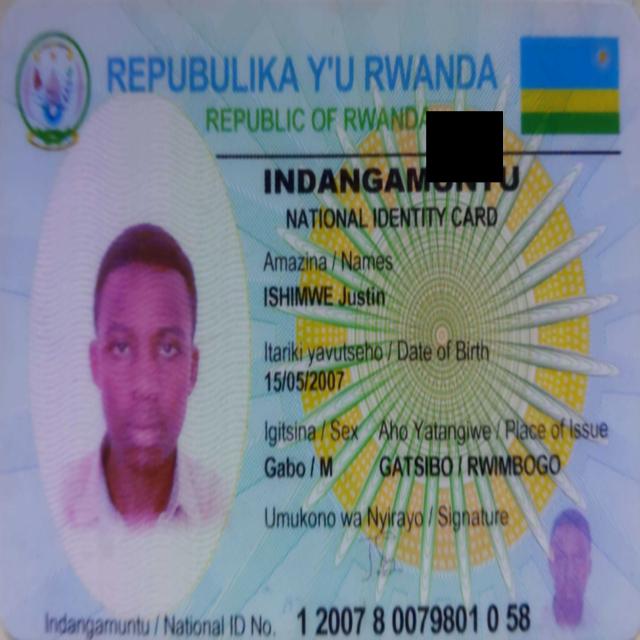 REPUBULIKA Y'U RWANDA
REPUBLIC OF RWANDA
INDANGAMUNTU
NATIONAL IDENTITY CARD
Amazina / Names
ISHIMWE Justin
Itariki yavutseho / Date of Birth
15/05/2007
Igitsina / Sex Aho Yatangiwe / Place of Issue
Gabo / M GATSIBO / RWIMBOGO
Umukono wa Nyirayo / Signature
Indangamuntu / National ID No. 1 2007 8 0079801 0 58